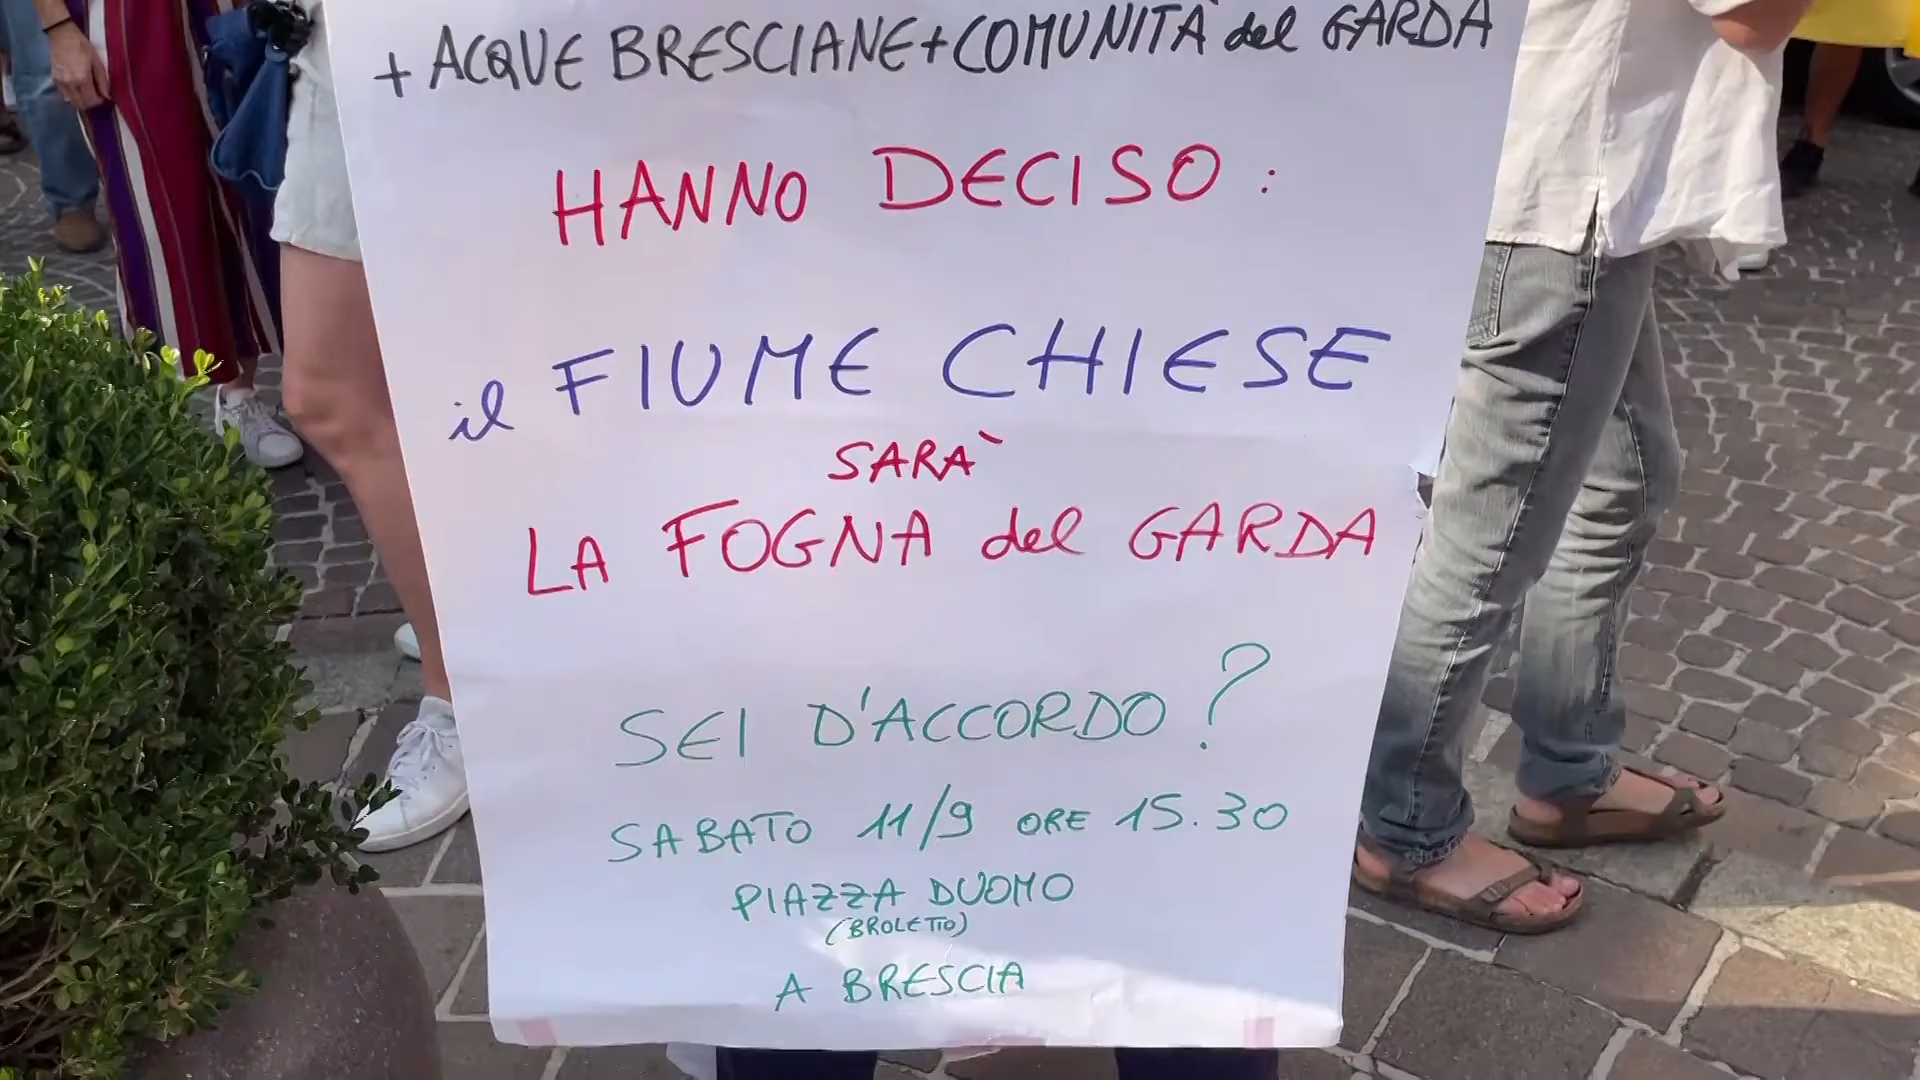 + ACQUE BRESCIANE + COMUNITÀ del GARDA
HANNO DECISO:
il FIUME CHIESE
SARÀ
LA FOGNA del GARDA
SEI D'ACCORDO?
SABATO 11/9 ORE 15.30
PIAZZA DUOMO
(BROLETTO)
A BRESCIA